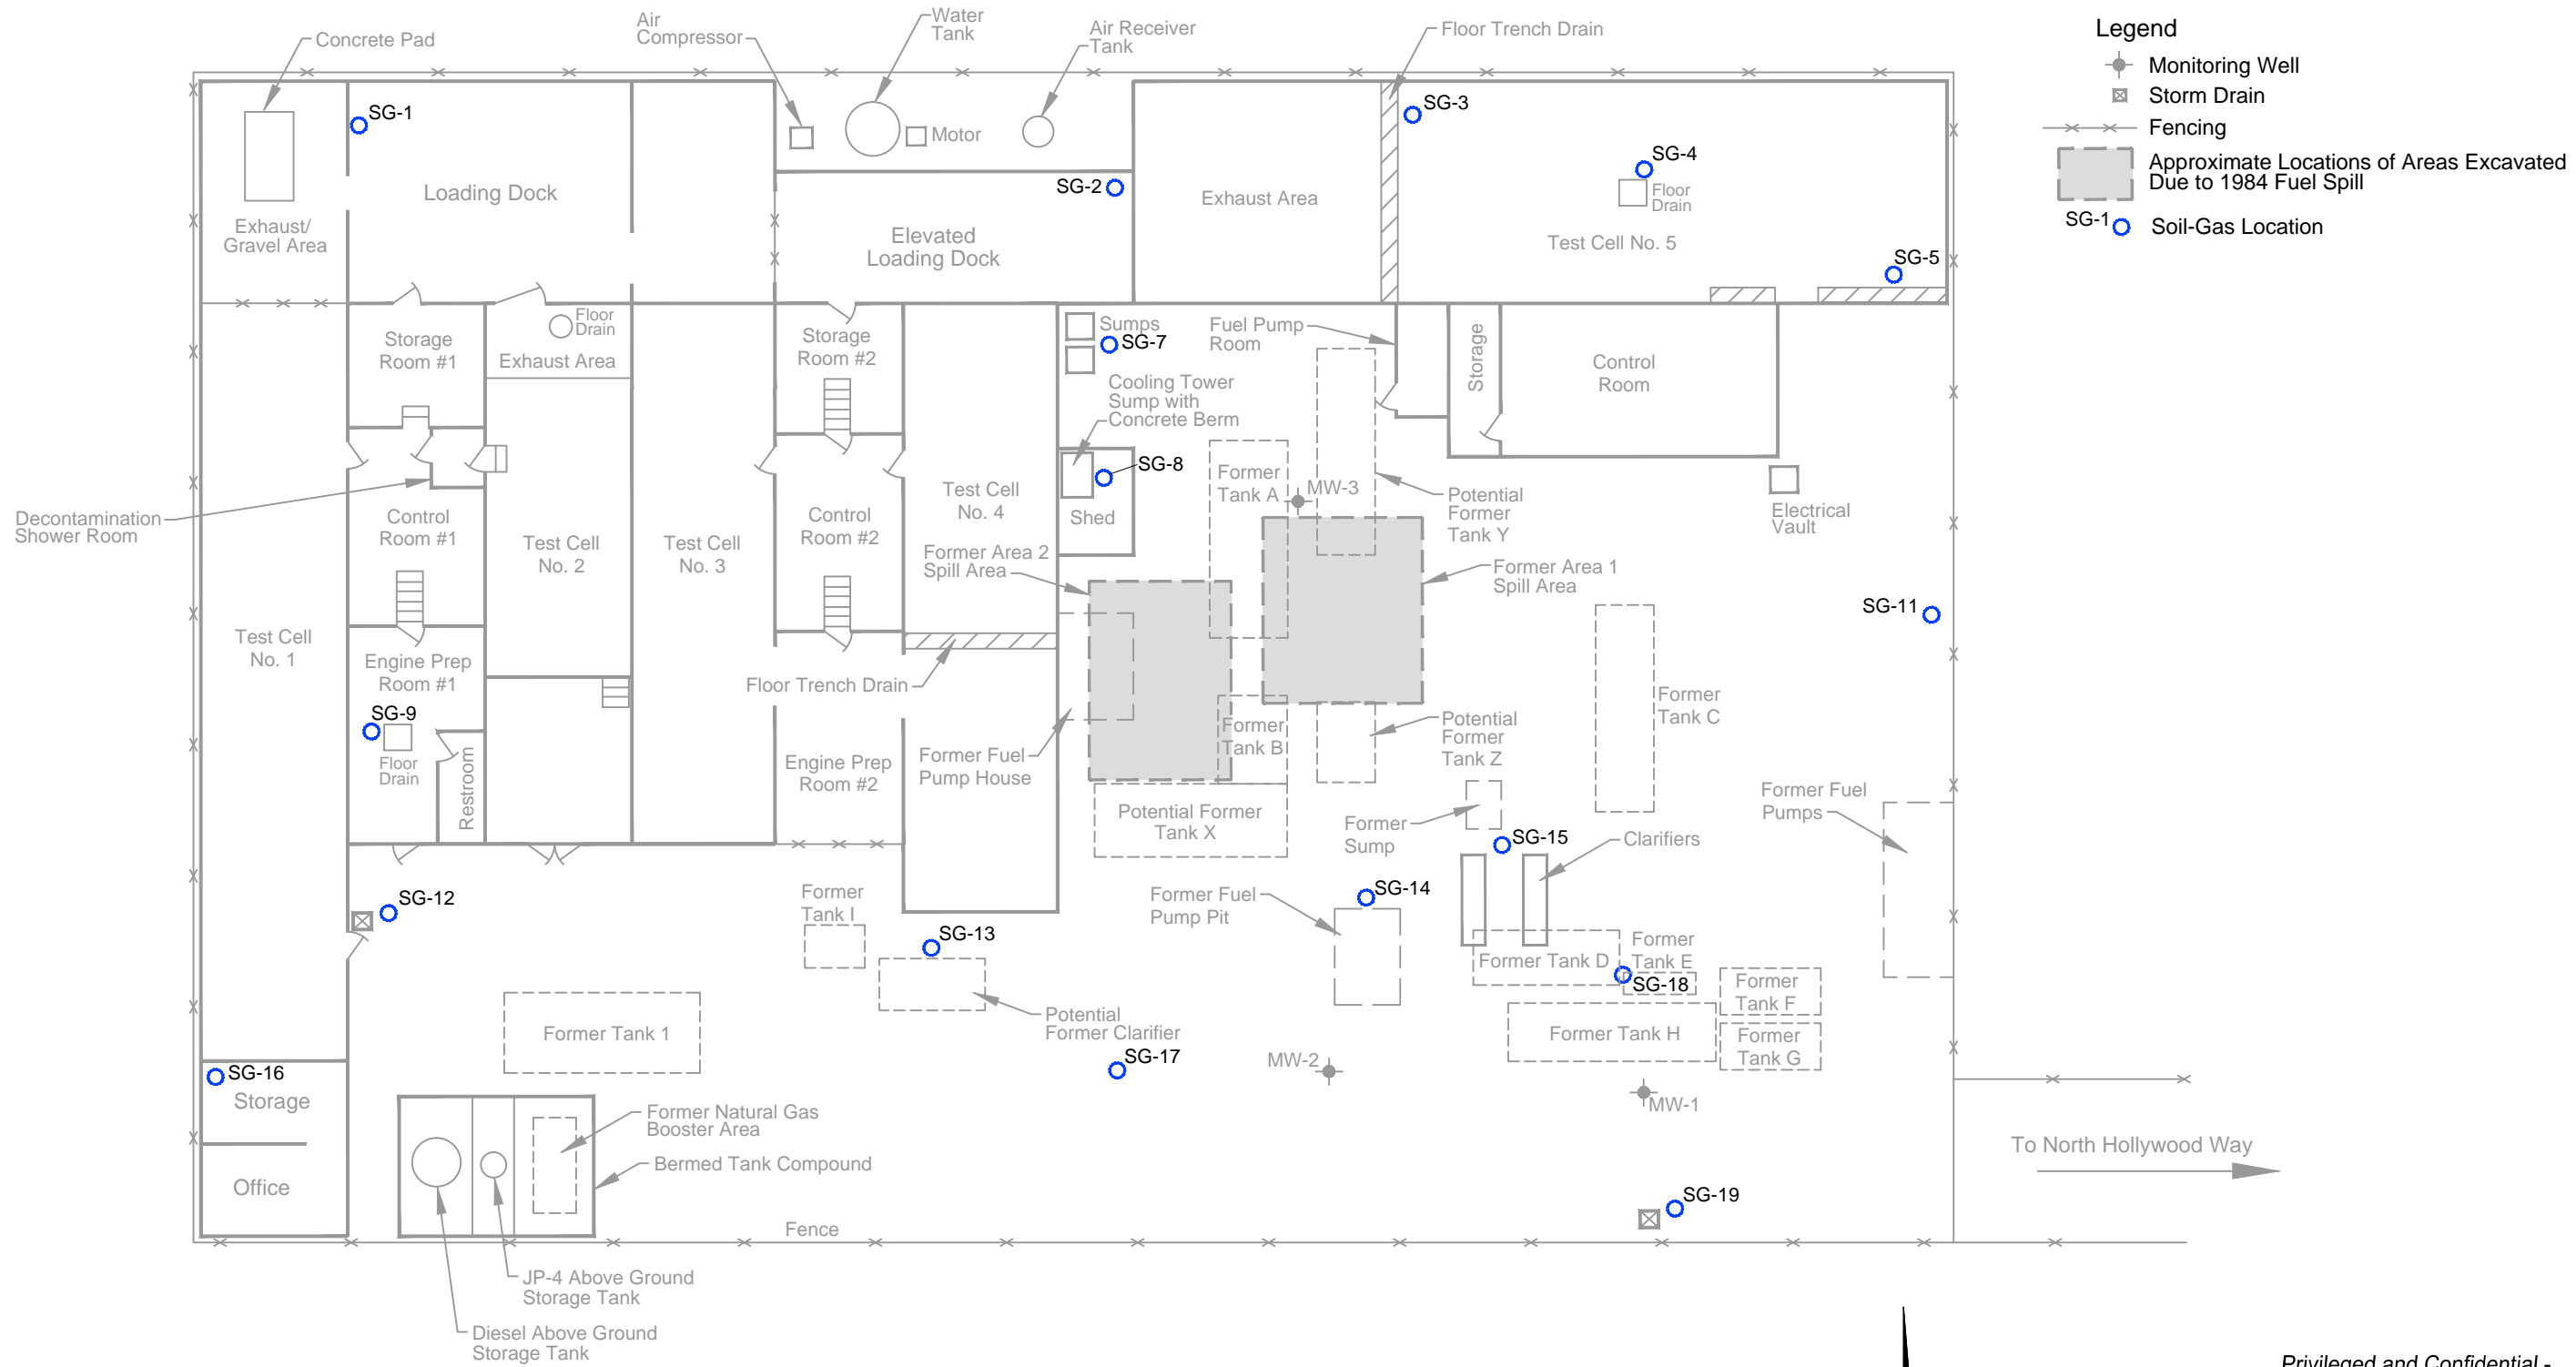 Legend
Monitoring Well
Storm Drain
Fencing
Approximate Locations of Areas Excavated
Due to 1984 Fuel Spill
SG-1
Soil-Gas Location
Concrete Pad
Air
Compressor
Water
Tank
Air Receiver
Tank
Floor Trench Drain
SG-1
Motor
SG-3
SG-4
Floor
Drain
SG-2
Loading Dock
Exhaust/
Gravel Area
Elevated
Loading Dock
Exhaust Area
Test Cell No. 5
SG-5
Floor
Drain
Storage
Room #1
Exhaust Area
Storage
Room #2
Sumps
SG-7
Fuel Pump
Room
Storage
Control
Room
Cooling Tower
Sump with
Concrete Berm
SG-8
Shed
Former
Tank A
MW-3
Potential
Former
Tank Y
Electrical
Vault
Decontamination
Shower Room
Control
Room #1
Test Cell
No. 2
Test Cell
No. 3
Control
Room #2
Test Cell
No. 4
Former Area 2
Spill Area
Former Area 1
Spill Area
SG-11
Test Cell
No. 1
Engine Prep
Room #1
Floor Trench Drain
SG-9
Floor
Drain
Restroom
Engine Prep
Room #2
Former Fuel
Pump House
Former
Tank B
Potential
Former
Tank Z
Former
Tank C
Potential Former
Tank X
Former
Sump
SG-15
Clarifiers
Former Fuel
Pumps
SG-12
Former
Tank I
SG-13
Former Fuel
Pump Pit
SG-14
Former Tank D
Former
Tank E
SG-18
Former
Tank F
Former Tank 1
Potential
Former Clarifier
Former Tank H
Former
Tank G
SG-16
Storage
SG-17
MW-2
MW-1
Former Natural Gas
Booster Area
Bermed Tank Compound
Office
To North Hollywood Way
SG-19
Fence
JP-4 Above Ground
Storage Tank
Diesel Above Ground
Storage Tank
Privileged and Confidential -